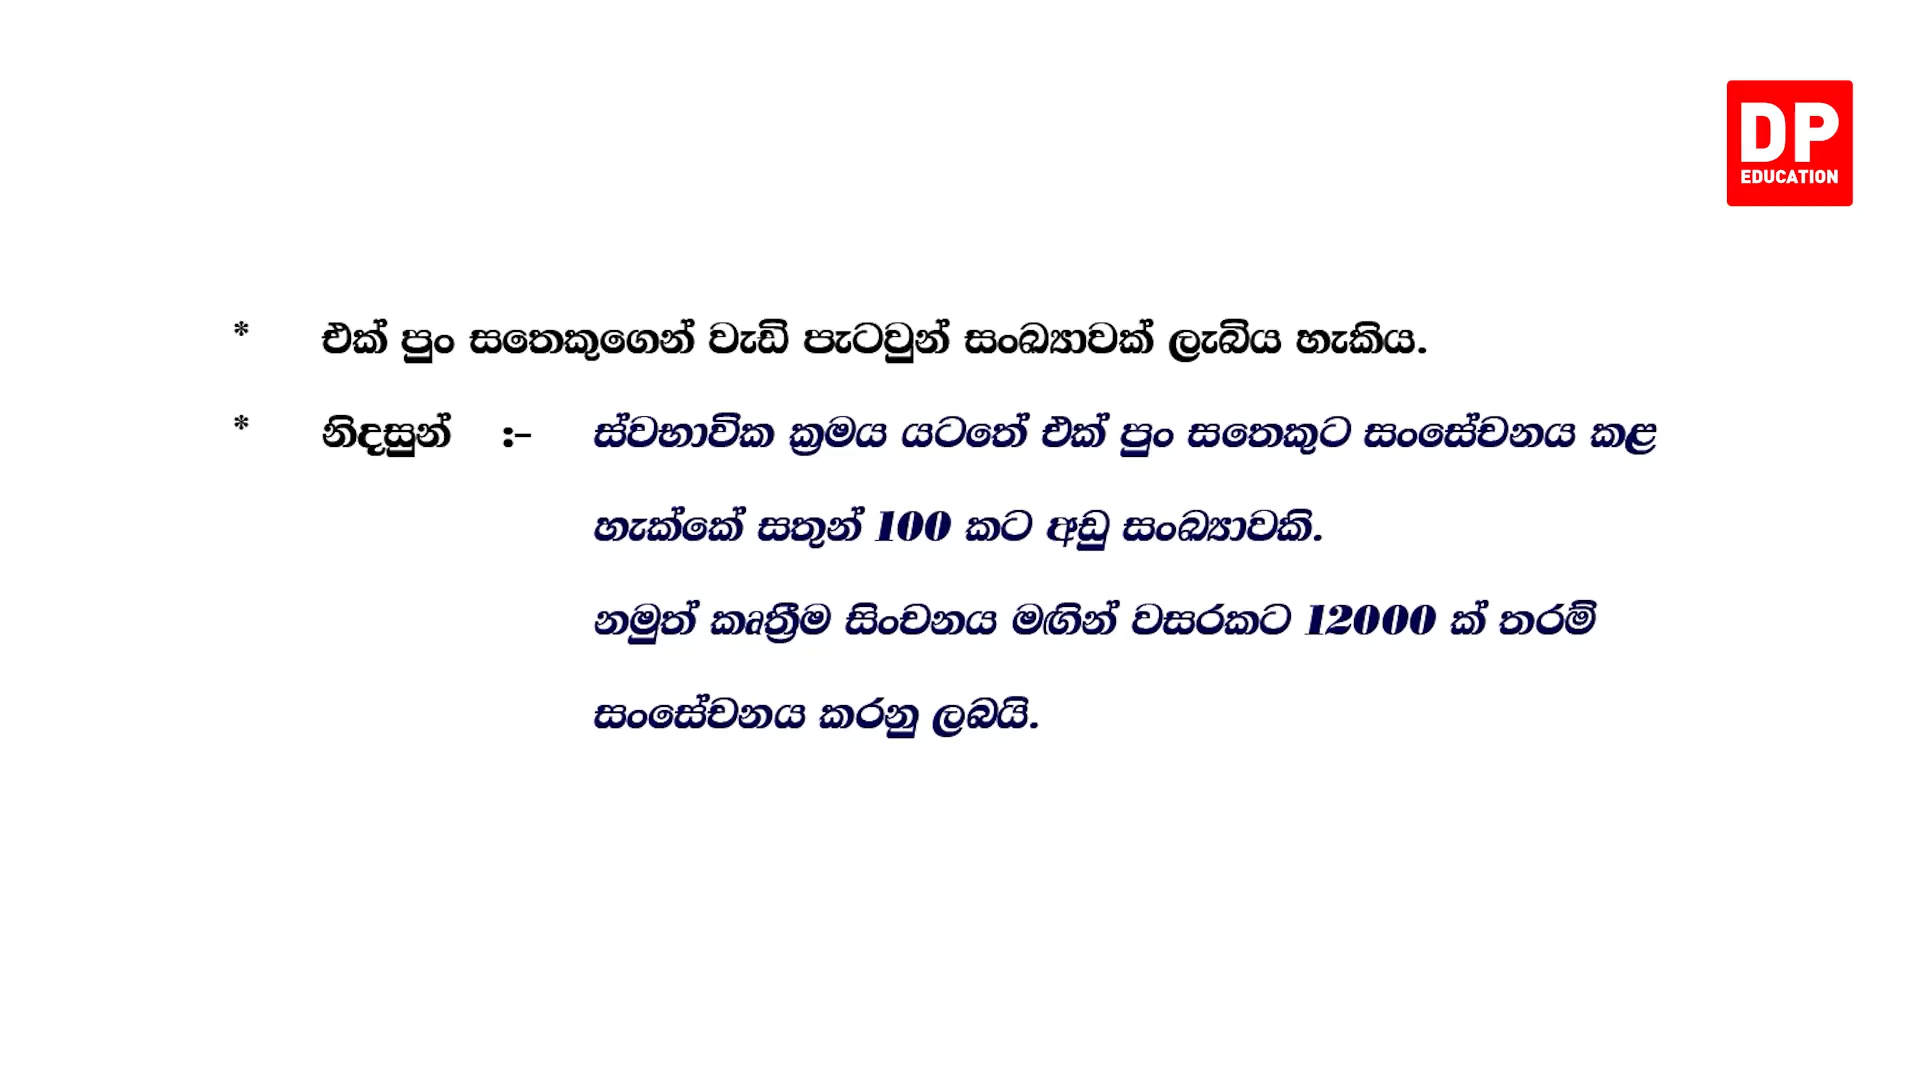 DP
EDUCATION
* එක් පුං සතෙකුගෙන් වැඩි පැටවුන් සංඛ්‍යාවක් ලැබිය හැකිය.
* නිදසුන් :- ස්වභාවික ක්‍රමය යටතේ එක් පුං සතෙකුට සංසේචනය කළ
හැක්කේ සතුන් 100 කට අඩු සංඛ්‍යාවකි.
නමුත් කෘත්‍රීම සිංචනය මඟින් වසරකට 12000 ක් තරම්
සංසේචනය කරනු ලබයි.